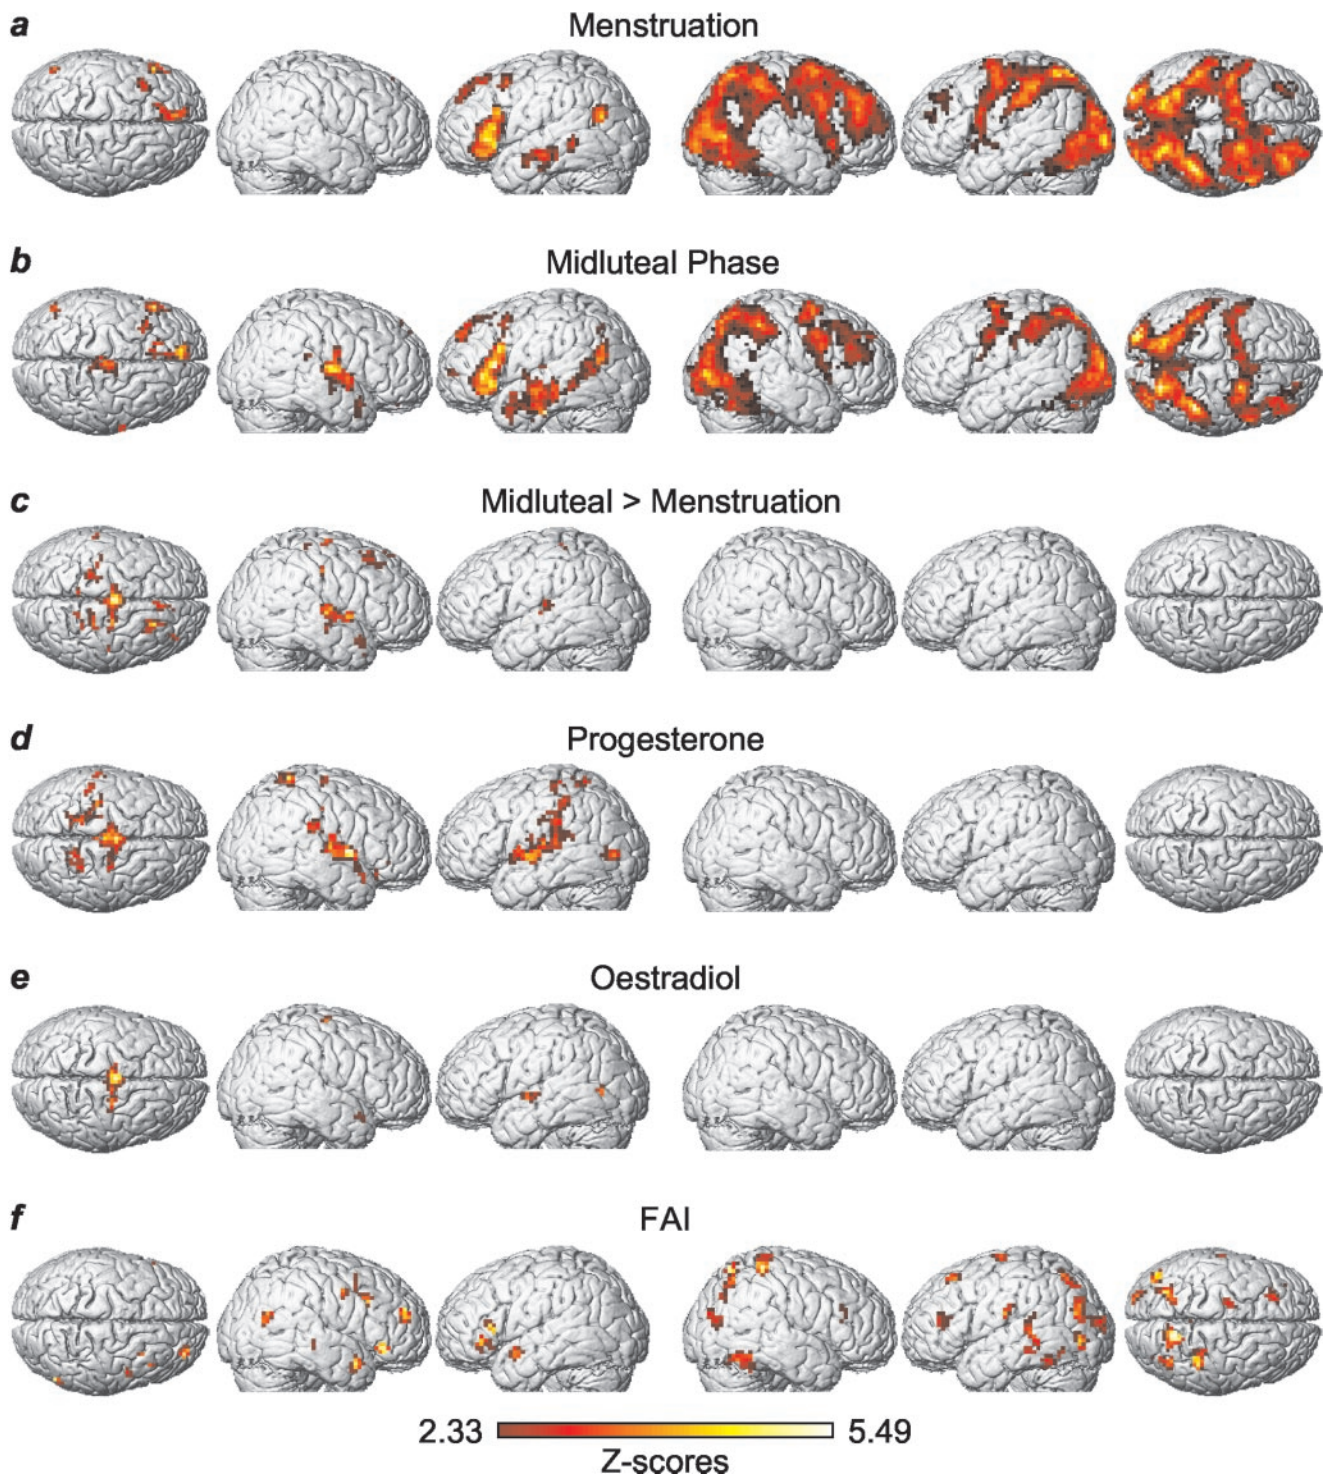 a Menstruation
b Midluteal Phase
c Midluteal > Menstruation
d Progesterone
e Oestradiol
f FAI
2.33 5.49
Z-scores